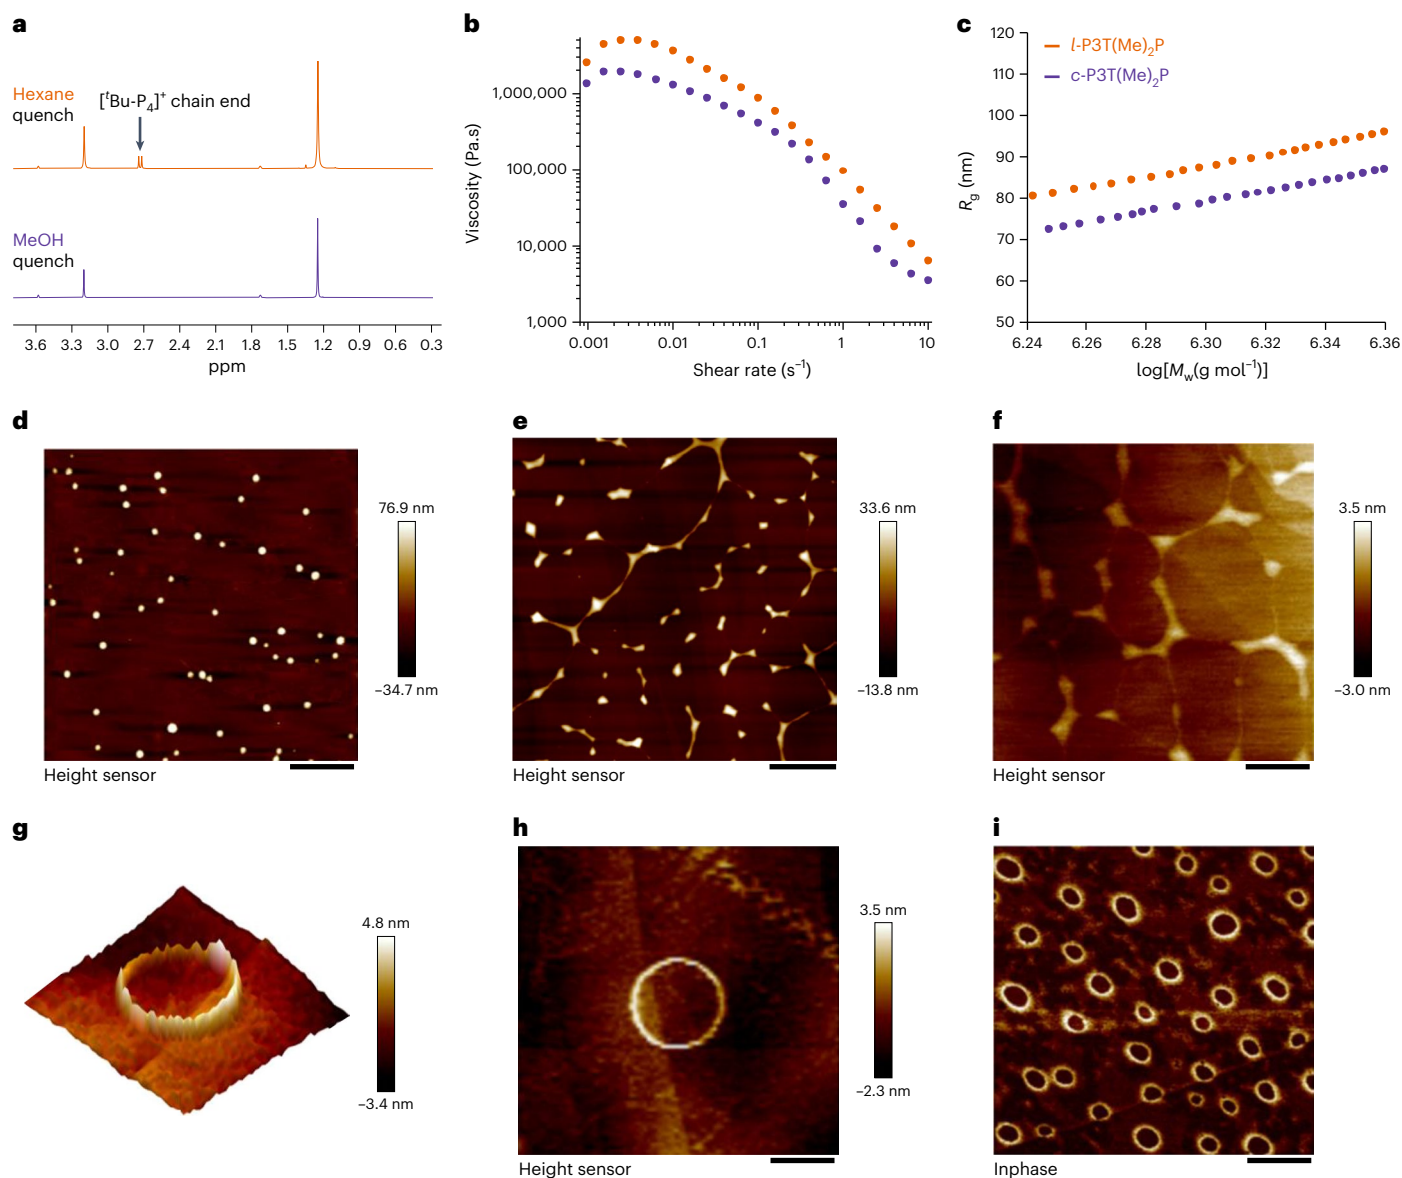 a
Hexane
quench
[ᵗBu-P₄]⁺ chain end
MeOH
quench
3.6 3.3 3.0 2.7 2.4 2.1 1.8 1.5 1.2 0.9 0.6 0.3
ppm
b
Viscosity (Pa.s)
1,000,000
100,000
10,000
1,000
0.001 0.01 0.1 1 10
Shear rate (s⁻¹)
c
l-P3T(Me)₂P
c-P3T(Me)₂P
R_g (nm)
120
110
100
90
80
70
60
50
6.24 6.26 6.28 6.30 6.32 6.34 6.36
log[M_w(g mol⁻¹)]
d
76.9 nm
−34.7 nm
Height sensor
e
33.6 nm
−13.8 nm
Height sensor
f
3.5 nm
−3.0 nm
Height sensor
g
4.8 nm
−3.4 nm
h
3.5 nm
−2.3 nm
Height sensor
i
Inphase